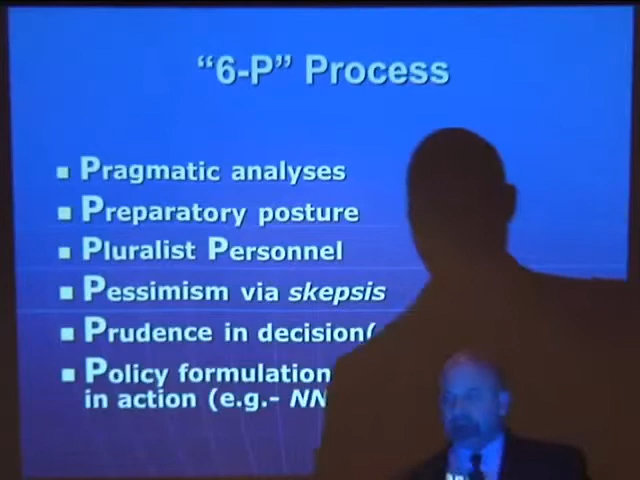 "6-P" Process
▪ Pragmatic analyses
▪ Preparatory posture
▪ Pluralist Personnel
▪ Pessimism via skepsis
▪ Prudence in decision(
▪ Policy formulation
in action (e.g.- NN